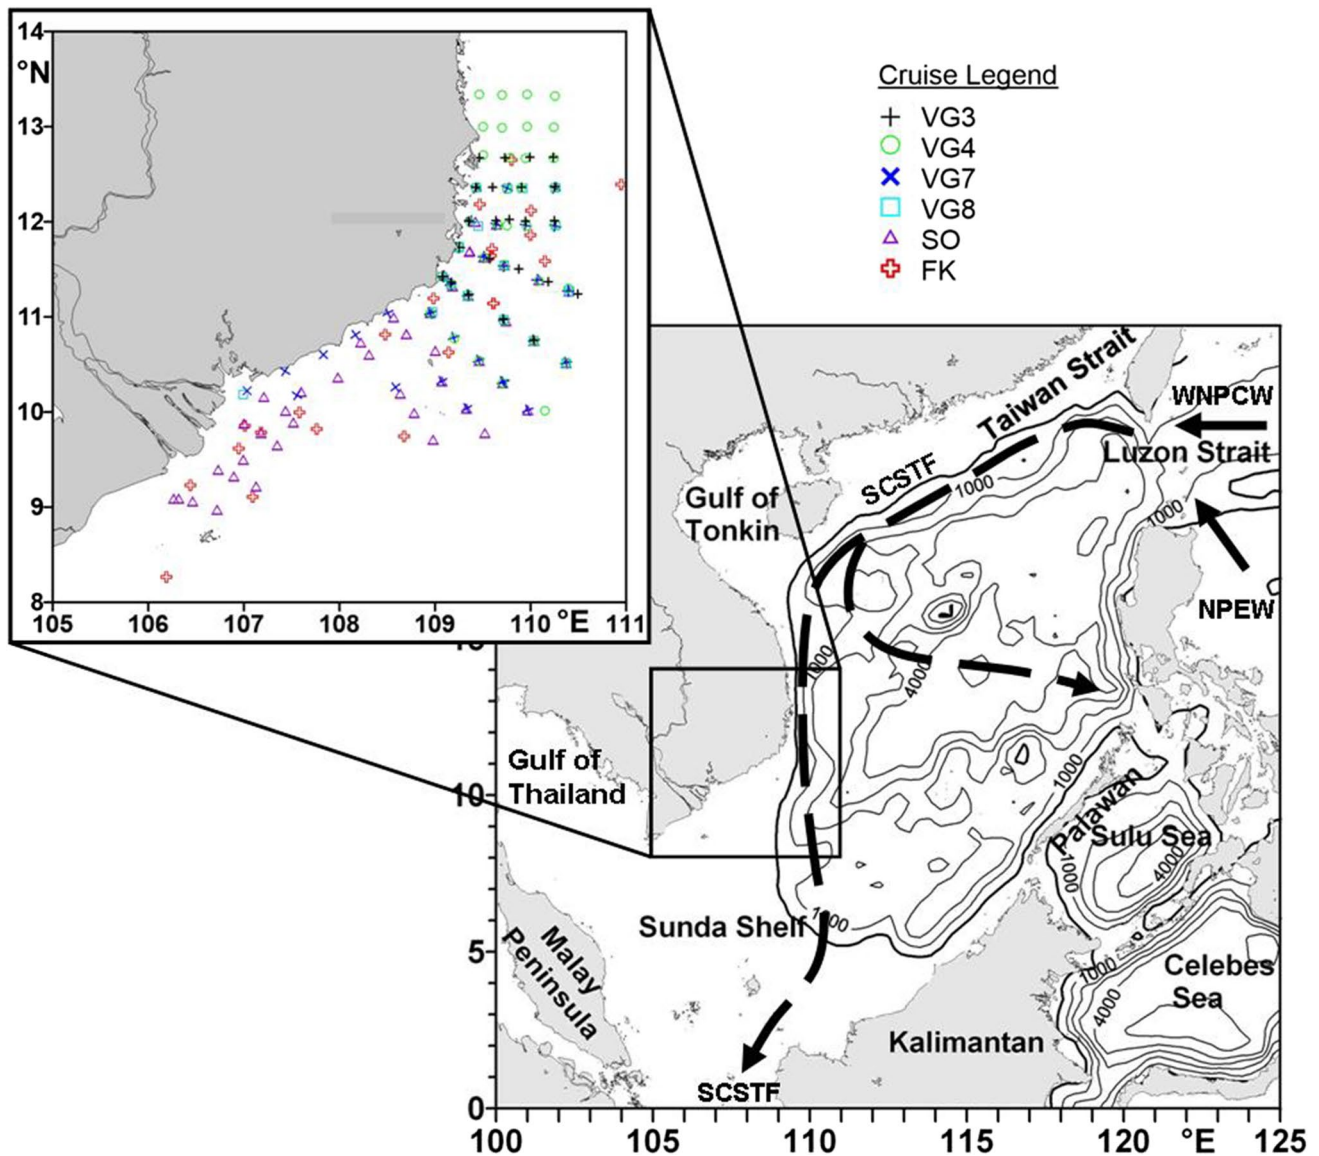 14
°N
13
12
11
10
9
8
105 106 107 108 109 110 °E 111
Cruise Legend
VG3
VG4
VG7
VG8
SO
FK
Taiwan Strait
WNPCW
Luzon Strait
SCSTF
1000
Gulf of
Tonkin
1000
NPEW
1000
4000
Gulf of
Thailand
10
1000
Palawan
Sulu Sea
1000
4000
Sunda Shelf
1000
5
Malay
Peninsula
1000
Celebes
Sea
4000
Kalimantan
SCSTF
0
100 105 110 115 120 °E 125